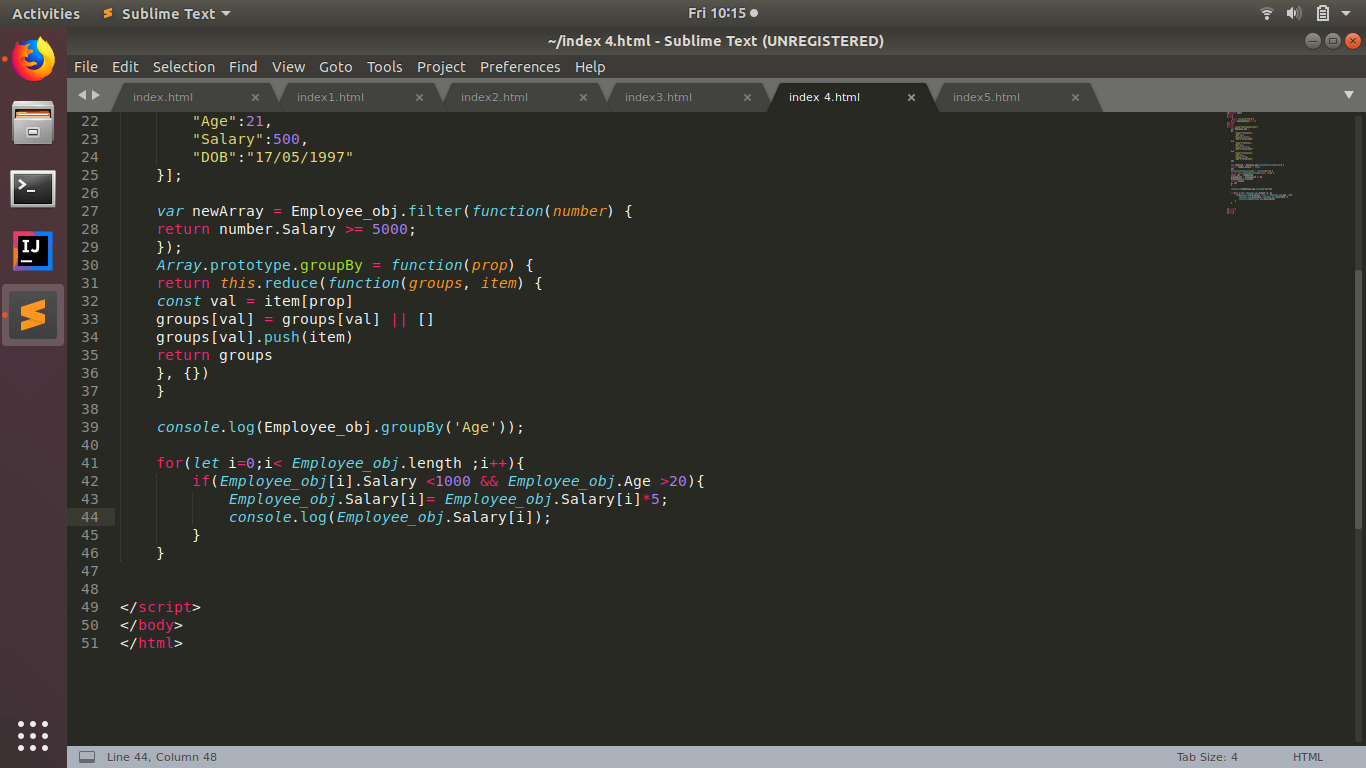 Activities
Sublime Text
Fri 10:15
~/index 4.html - Sublime Text (UNREGISTERED)
File Edit Selection Find View Goto Tools Project Preferences Help
index.html × index1.html × index2.html × index3.html × index 4.html × index5.html ×
22 "Age":21,
23 "Salary":500,
24 "DOB":"17/05/1997"
25 }];
26
27 var newArray = Employee_obj.filter(function(number) {
28 return number.Salary >= 5000;
29 });
30 Array.prototype.groupBy = function(prop) {
31 return this.reduce(function(groups, item) {
32 const val = item[prop]
33 groups[val] = groups[val] || []
34 groups[val].push(item)
35 return groups
36 }, {})
37 }
38
39 console.log(Employee_obj.groupBy('Age'));
40
41 for(let i=0;i< Employee_obj.length ;i++){
42 if(Employee_obj[i].Salary <1000 && Employee_obj.Age >20){
43 Employee_obj.Salary[i]= Employee_obj.Salary[i]*5;
44 console.log(Employee_obj.Salary[i]);
45 }
46 }
47
48
49 </script>
50 </body>
51 </html>
IJ
Line 44, Column 48
Tab Size: 4
HTML